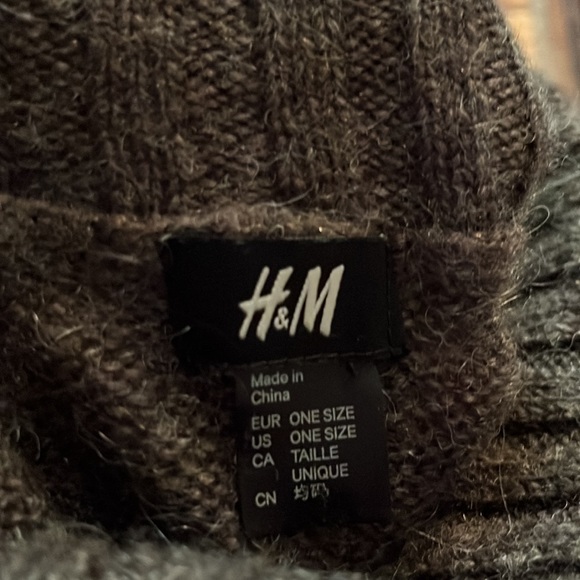 H&M
Made in
China
EUR ONE SIZE
US ONE SIZE
CA TAILLE
UNIQUE
CN 均码